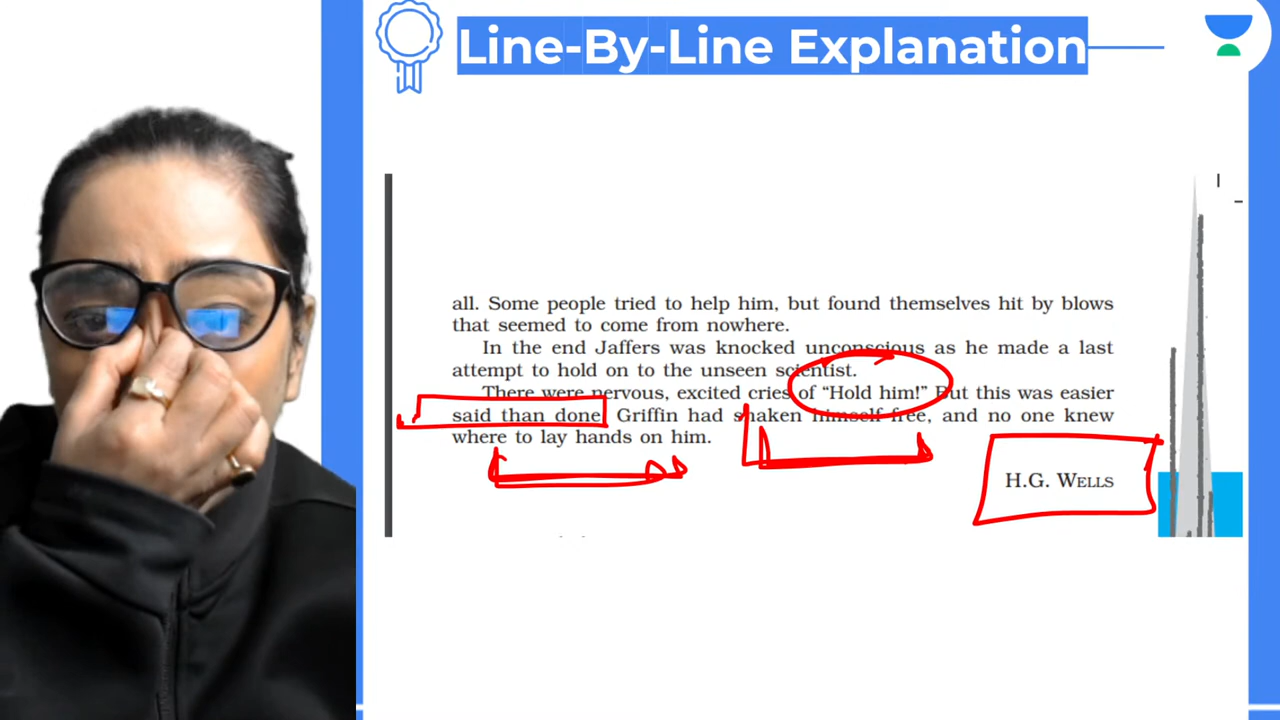 Line-By-Line Explanation
all. Some people tried to help him, but found themselves hit by blows
that seemed to come from nowhere.
In the end Jaffers was knocked unconscious as he made a last
attempt to hold on to the unseen scientist.
There were nervous, excited cries of “Hold him!” But this was easier
said than done. Griffin had shaken himself free, and no one knew
where to lay hands on him.
H.G. WELLS